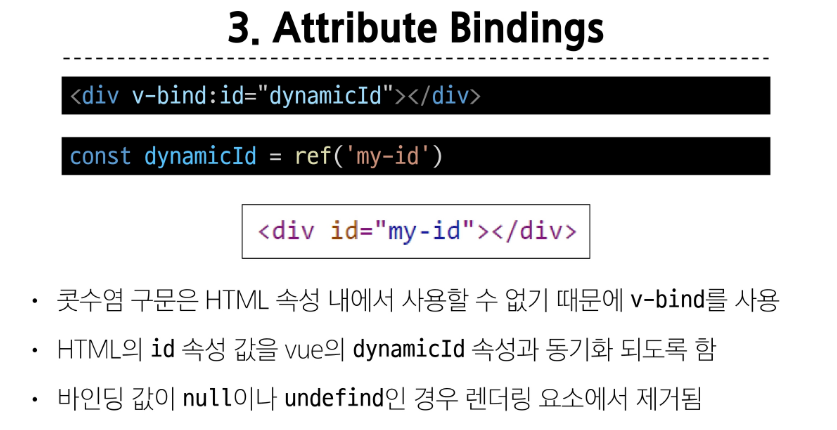 3. Attribute Bindings
<div v-bind:id="dynamicId"></div>
const dynamicId = ref('my-id')
<div id="my-id"></div>
• 콧수염 구문은 HTML 속성 내에서 사용할 수 없기 때문에 v-bind를 사용
• HTML의 id 속성 값을 vue의 dynamicId 속성과 동기화 되도록 함
• 바인딩 값이 null이나 undefind인 경우 렌더링 요소에서 제거됨